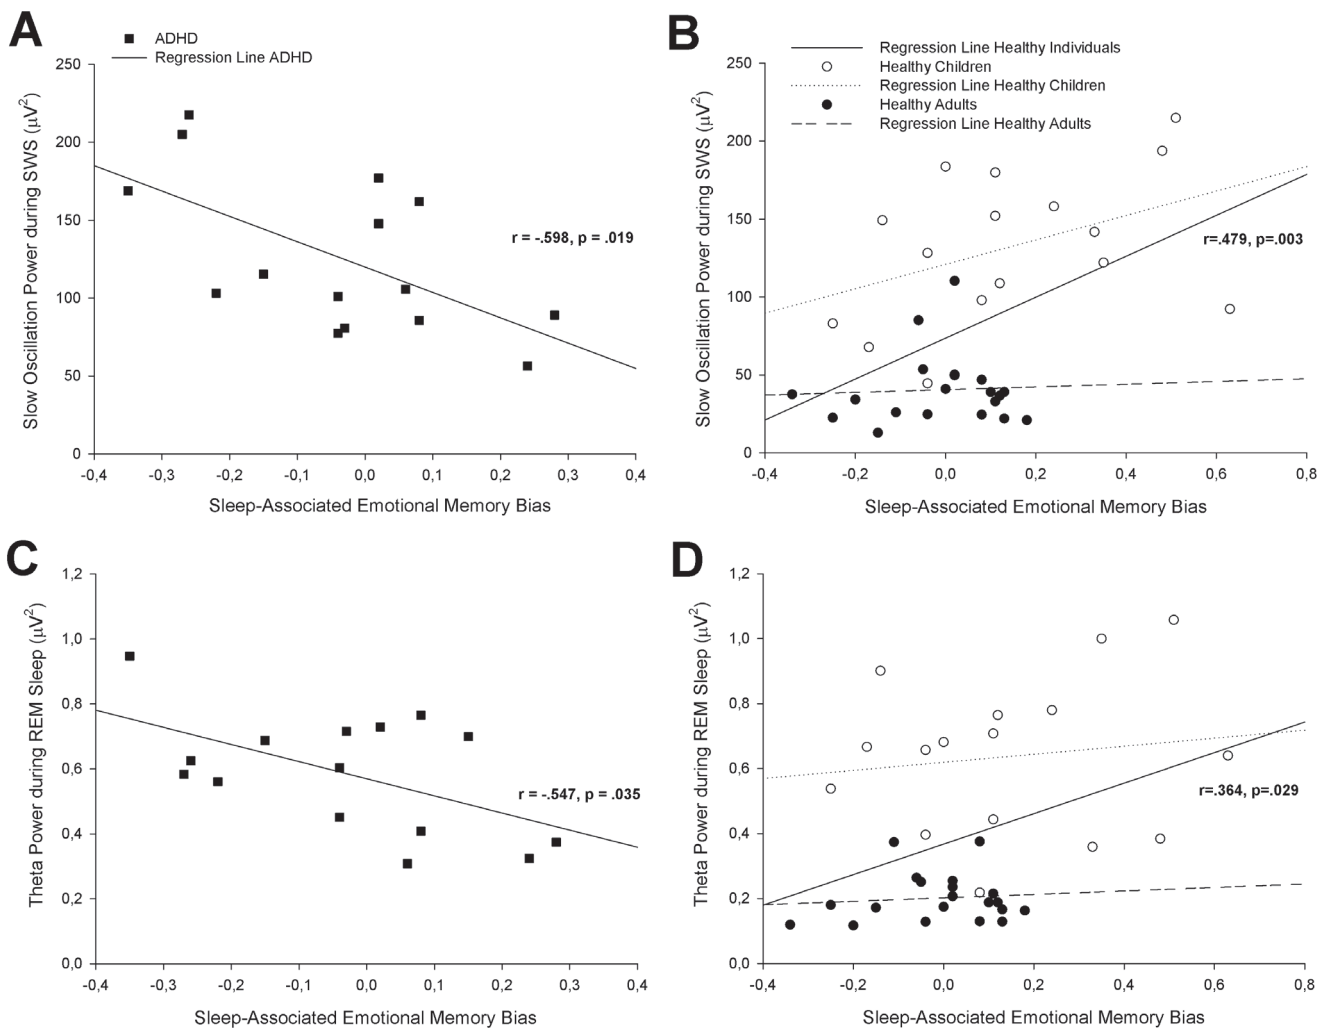 A
ADHD
Regression Line ADHD
250
200
150
100
50
0
-0,4 -0,3 -0,2 -0,1 0,0 0,1 0,2 0,3 0,4
Slow Oscillation Power during SWS (μV²)
r = -.598, p = .019
Sleep-Associated Emotional Memory Bias
B
Regression Line Healthy Individuals
Healthy Children
Regression Line Healthy Children
Healthy Adults
Regression Line Healthy Adults
250
200
150
100
50
0
-0,4 -0,2 0,0 0,2 0,4 0,6 0,8
Slow Oscillation Power during SWS (μV²)
r=.479, p=.003
Sleep-Associated Emotional Memory Bias
C
1,2
1,0
0,8
0,6
0,4
0,2
0,0
-0,4 -0,3 -0,2 -0,1 0,0 0,1 0,2 0,3 0,4
Theta Power during REM Sleep (μV²)
r = -.547, p = .035
Sleep-Associated Emotional Memory Bias
D
1,2
1,0
0,8
0,6
0,4
0,2
0,0
-0,4 -0,2 0,0 0,2 0,4 0,6 0,8
Theta Power during REM Sleep (μV²)
r=.364, p=.029
Sleep-Associated Emotional Memory Bias